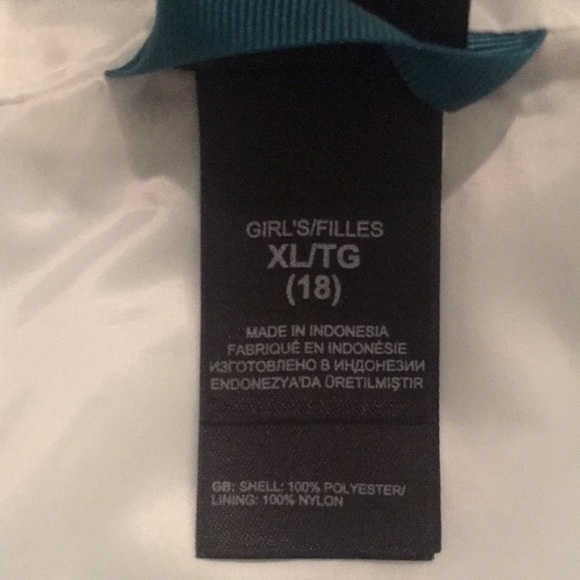 GIRL'S/FILLES
XL/TG
(18)
MADE IN INDONESIA
FABRIQUÉ EN INDONÉSIE
ИЗГОТОВЛЕНО В ИНДОНЕЗИИ
ENDONEZYA'DA ÜRETILMIŞTIR
GB: SHELL: 100% POLYESTER/
LINING: 100% NYLON